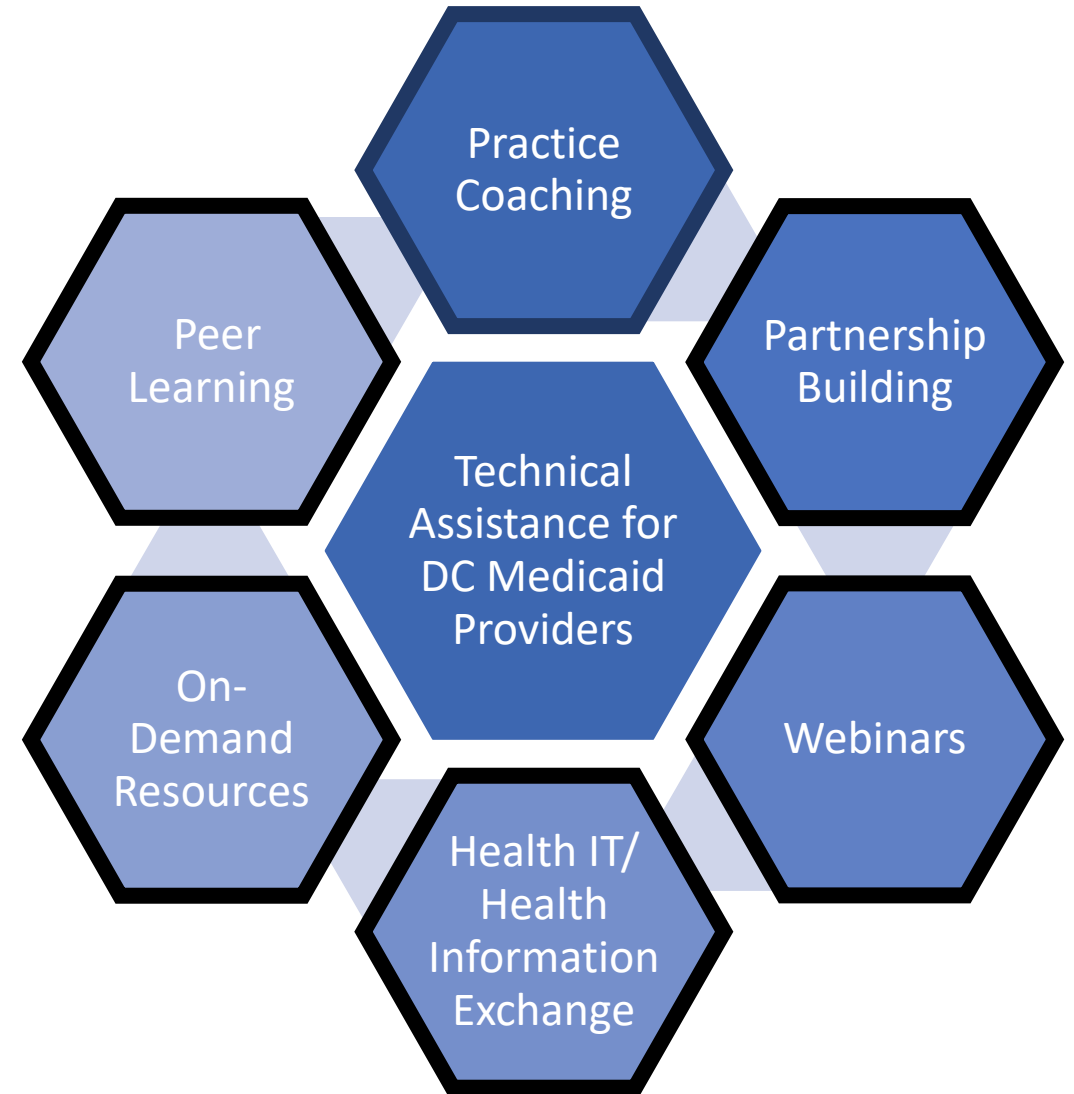 Practice
Coaching
Partnership
Building
Webinars
Health IT/
Health
Information
Exchange
On-
Demand
Resources
Peer
Learning
Technical
Assistance for
DC Medicaid
Providers